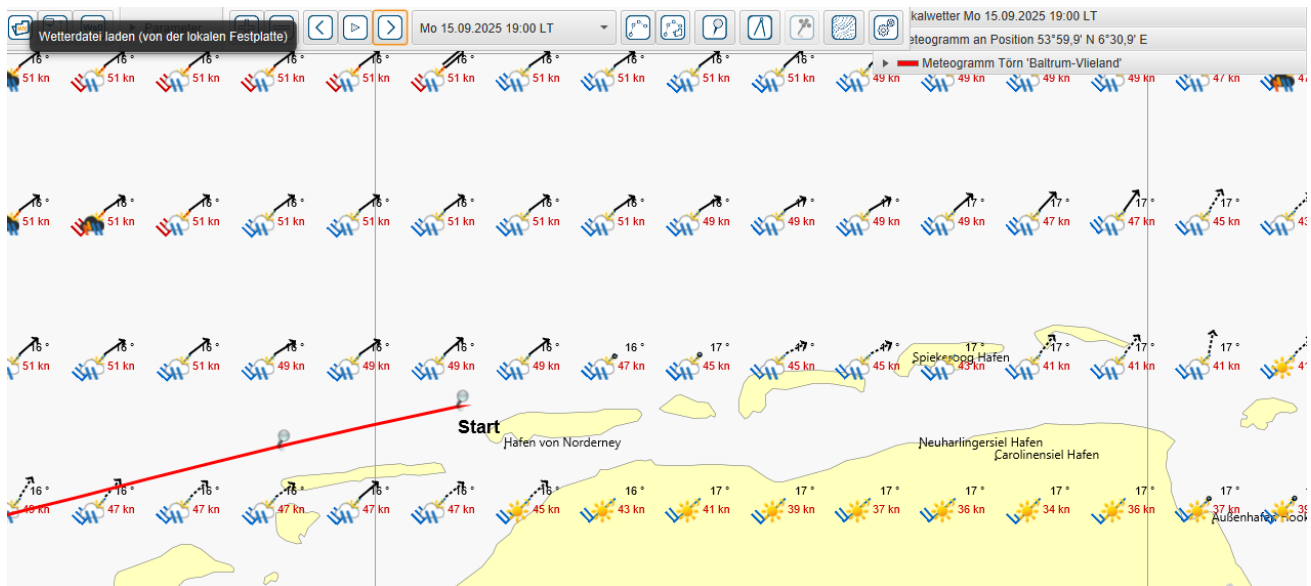 Parameter
Wetterdatei laden (von der lokalen Festplatte)
Mo 15.09.2025 19:00 LT
kalwetter Mo 15.09.2025 19:00 LT
eteogramm an Position 53°59,9' N 6°30,9' E
Meteogramm Törn 'Baltrum-Vlieland'
16° 16° 16° 16° 16° 16° 16° 16° 16° 16°
51 kn 51 kn 51 kn 51 kn 51 kn 51 kn 51 kn 51 kn 51 kn 51 kn 49 kn 49 kn 49 kn 49 kn 47 kn
16° 16° 16° 16° 16° 16° 16° 16° 16° 17° 16° 17° 17° 17° 17°
51 kn 51 kn 51 kn 51 kn 51 kn 51 kn 51 kn 51 kn 49 kn 49 kn 49 kn 49 kn 47 kn 47 kn 45 kn
16° 16° 16° 16° 16° 16° 16° 16° 17° 17° 17° 17° 17° 17° 17°
51 kn 51 kn 51 kn 49 kn 49 kn 49 kn 49 kn 47 kn 45 kn 45 kn 45 kn 43 kn 41 kn 41 kn 41 kn
Spiekeroog Hafen
Start
Hafen von Norderney
Neuharlingersiel Hafen
Carolinensiel Hafen
16° 16° 16° 16° 16° 16° 16° 16° 17° 17° 17° 17° 17° 17° 17°
49 kn 47 kn 47 kn 47 kn 47 kn 47 kn 45 kn 43 kn 41 kn 39 kn 37 kn 36 kn 34 kn 36 kn 37 kn
Außenhafen Hook